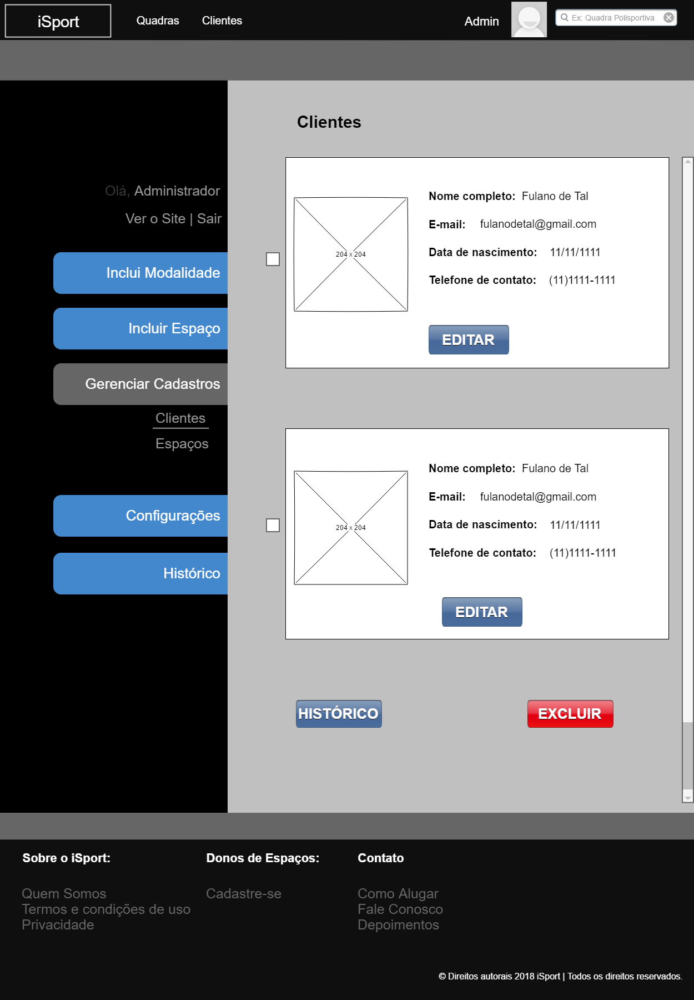 iSport
Quadras
Clientes
Admin
Ex: Quadra Polisportiva
Olá, Administrador
Ver o Site | Sair
Inclui Modalidade
Incluir Espaço
Gerenciar Cadastros
Clientes
Espaços
Configurações
Histórico
Clientes
204 x 204
Nome completo: Fulano de Tal
E-mail: fulanodetal@gmail.com
Data de nascimento: 11/11/1111
Telefone de contato: (11)1111-1111
EDITAR
204 x 204
Nome completo: Fulano de Tal
E-mail: fulanodetal@gmail.com
Data de nascimento: 11/11/1111
Telefone de contato: (11)1111-1111
EDITAR
HISTÓRICO
EXCLUIR
Sobre o iSport:
Quem Somos
Termos e condições de uso
Privacidade
Donos de Espaços:
Cadastre-se
Contato
Como Alugar
Fale Conosco
Depoimentos
© Direitos autorais 2018 iSport | Todos os direitos reservados.